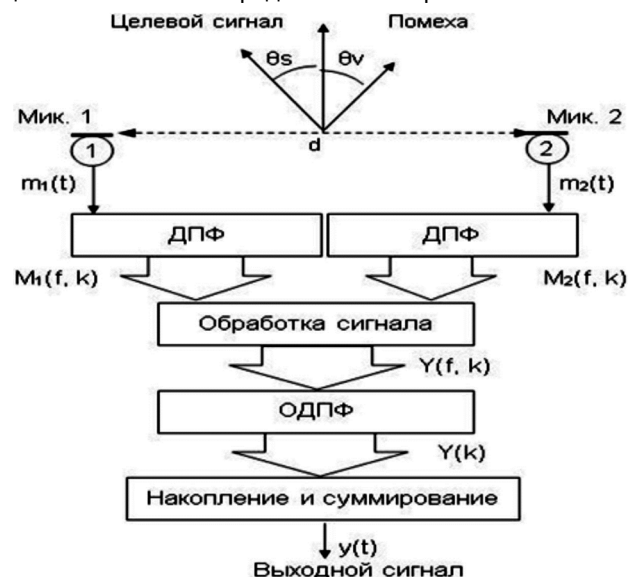 Целевой сигнал Помеха
θs θv
Мик. 1 Мик. 2
d
1 2
m₁(t) m₂(t)
ДПФ ДПФ
M₁(f, k) M₂(f, k)
Обработка сигнала
Y(f, k)
ОДПФ
Y(k)
Накопление и суммирование
y(t)
Выходной сигнал